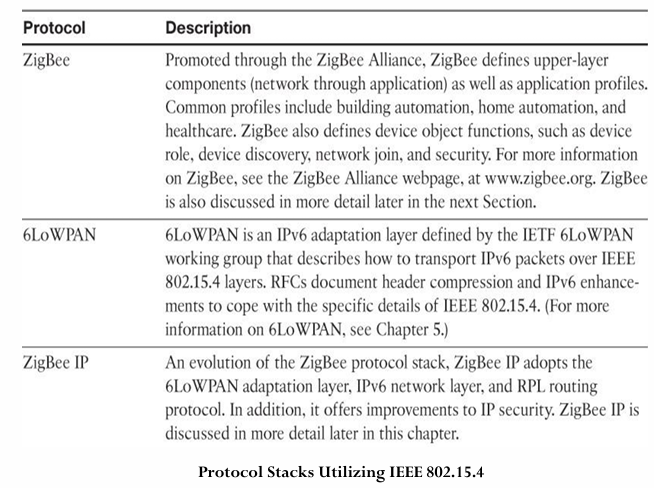 Protocol Description
ZigBee Promoted through the ZigBee Alliance, ZigBee defines upper-layer
components (network through application) as well as application profiles.
Common profiles include building automation, home automation, and
healthcare. ZigBee also defines device object functions, such as device
role, device discovery, network join, and security. For more information
on ZigBee, see the ZigBee Alliance webpage, at www.zigbee.org. ZigBee
is also discussed in more detail later in the next Section.
6LoWPAN 6LoWPAN is an IPv6 adaptation layer defined by the IETF 6LoWPAN
working group that describes how to transport IPv6 packets over IEEE
802.15.4 layers. RFCs document header compression and IPv6 enhance-
ments to cope with the specific details of IEEE 802.15.4. (For more
information on 6LoWPAN, see Chapter 5.)
ZigBee IP An evolution of the ZigBee protocol stack, ZigBee IP adopts the
6LoWPAN adaptation layer, IPv6 network layer, and RPL routing
protocol. In addition, it offers improvements to IP security. ZigBee IP is
discussed in more detail later in this chapter.
Protocol Stacks Utilizing IEEE 802.15.4